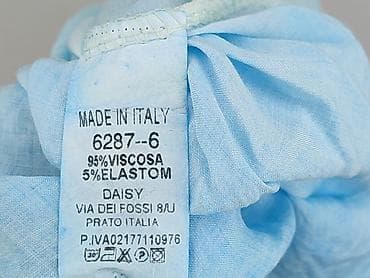 MADE IN ITALY
6287--6
95%VISCOSA
5%ELASTOM
DAISY
VIA DEI FOSSI 8/U
PRATO ITALIA
P.IVA02177110976